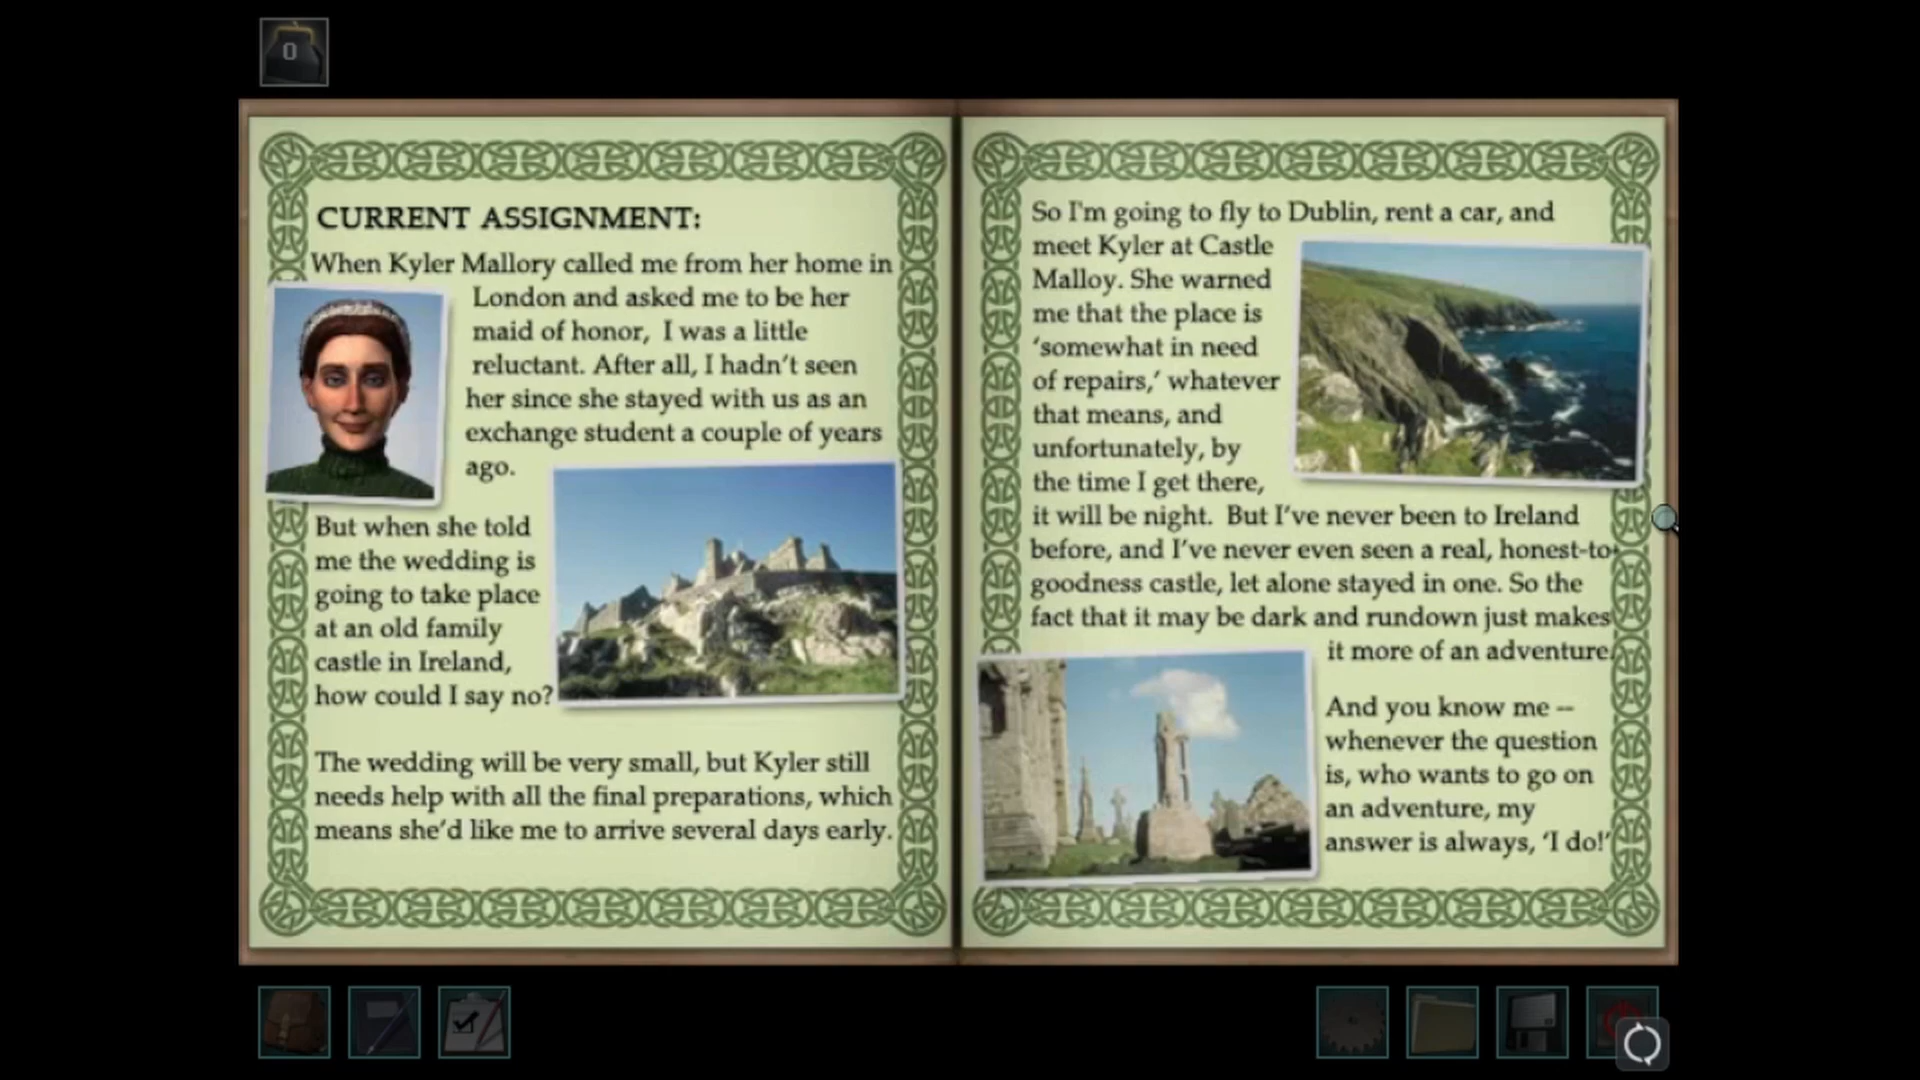 0
CURRENT ASSIGNMENT:
When Kyler Mallory called me from her home in
London and asked me to be her
maid of honor, I was a little
reluctant. After all, I hadn't seen
her since she stayed with us as an
exchange student a couple of years
ago.
But when she told
me the wedding is
going to take place
at an old family
castle in Ireland,
how could I say no?
The wedding will be very small, but Kyler still
needs help with all the final preparations, which
means she'd like me to arrive several days early.
So I'm going to fly to Dublin, rent a car, and
meet Kyler at Castle
Malloy. She warned
me that the place is
‘somewhat in need
of repairs,’ whatever
that means, and
unfortunately, by
the time I get there,
it will be night. But I’ve never been to Ireland
before, and I’ve never even seen a real, honest-to-
goodness castle, let alone stayed in one. So the
fact that it may be dark and rundown just makes
it more of an adventure.
And you know me --
whenever the question
is, who wants to go on
an adventure, my
answer is always, ‘I do!’